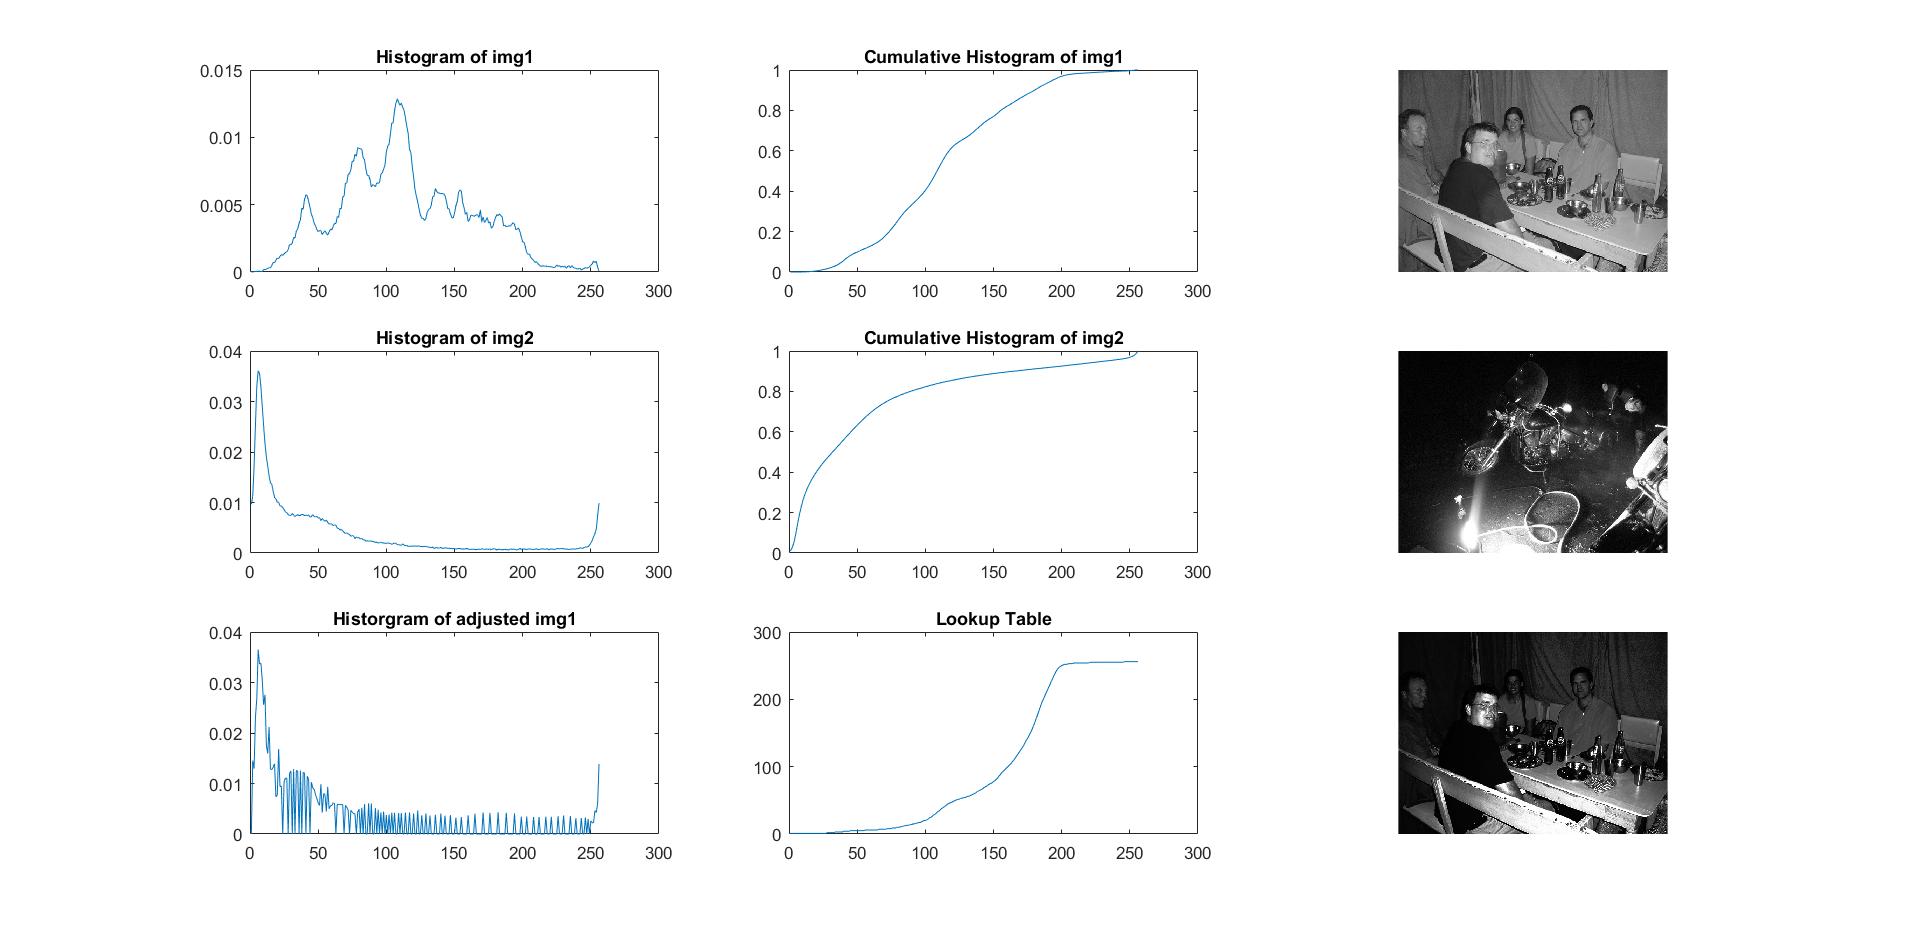 Histogram of img1
0.015
0.01
0.005
0
0 50 100 150 200 250 300
Cumulative Histogram of img1
1
0.8
0.6
0.4
0.2
0
0 50 100 150 200 250 300
Histogram of img2
0.04
0.03
0.02
0.01
0
0 50 100 150 200 250 300
Cumulative Histogram of img2
1
0.8
0.6
0.4
0.2
0
0 50 100 150 200 250 300
Historgram of adjusted img1
0.04
0.03
0.02
0.01
0
0 50 100 150 200 250 300
Lookup Table
300
200
100
0
0 50 100 150 200 250 300